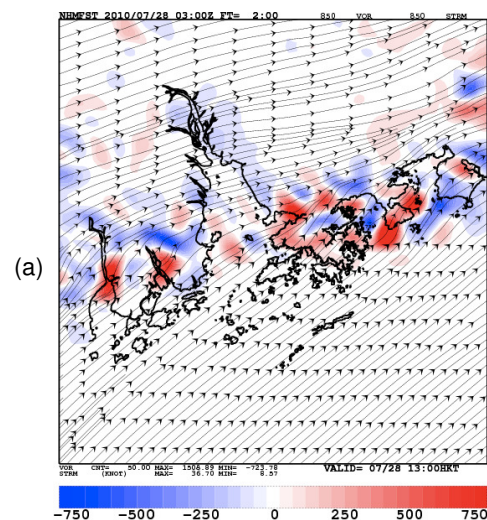 NHMFST 2010/07/28 03:00Z FT= 2:00 850 VOR 850 STRM
(a)
VOR CNT= 50.00 MAX= 1508.89 MIN= -723.78
STRM (KNOT) MAX= 36.70 MIN= 8.57 VALID= 07/28 13:00HKT
-750 -500 -250 0 250 500 750